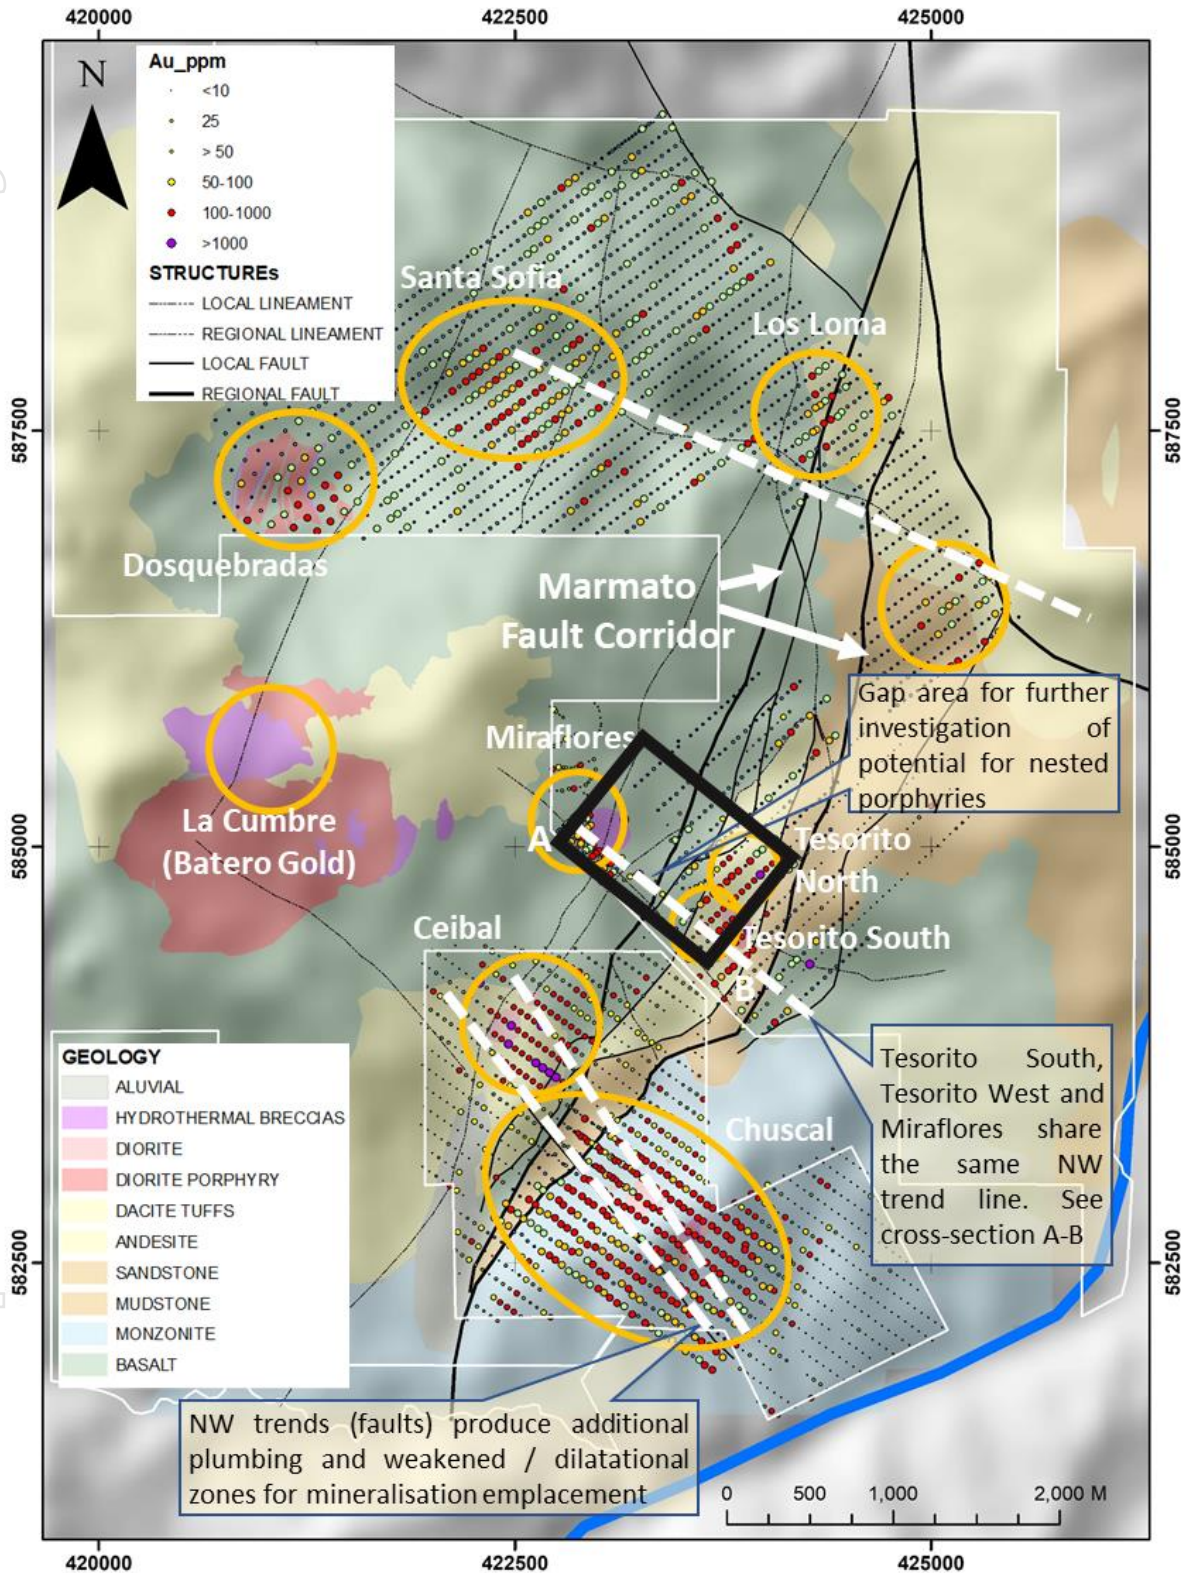 420000 422500 425000
N
Au_ppm
<10
25
> 50
50-100
100-1000
>1000
STRUCTUREs
LOCAL LINEAMENT
REGIONAL LINEAMENT
LOCAL FAULT
REGIONAL FAULT
Santa Sofia
Los Loma
587500
587500
Dosquebradas
Marmato
Fault Corridor
Gap area for further
investigation of
potential for nested
porphyries
Miraflores
La Cumbre
(Batero Gold)
A
Tesorito
North
585000
585000
Ceibal
Tesorito South
B
GEOLOGY
ALUVIAL
HYDROTHERMAL BRECCIAS
DIORITE
DIORITE PORPHYRY
DACITE TUFFS
ANDESITE
SANDSTONE
MUDSTONE
MONZONITE
BASALT
Chuscal
Tesorito South,
Tesorito West and
Miraflores share
the same NW
trend line. See
cross-section A-B
582500
582500
NW trends (faults) produce additional
plumbing and weakened / dilatational
zones for mineralisation emplacement
0 500 1,000 2,000 M
420000 422500 425000